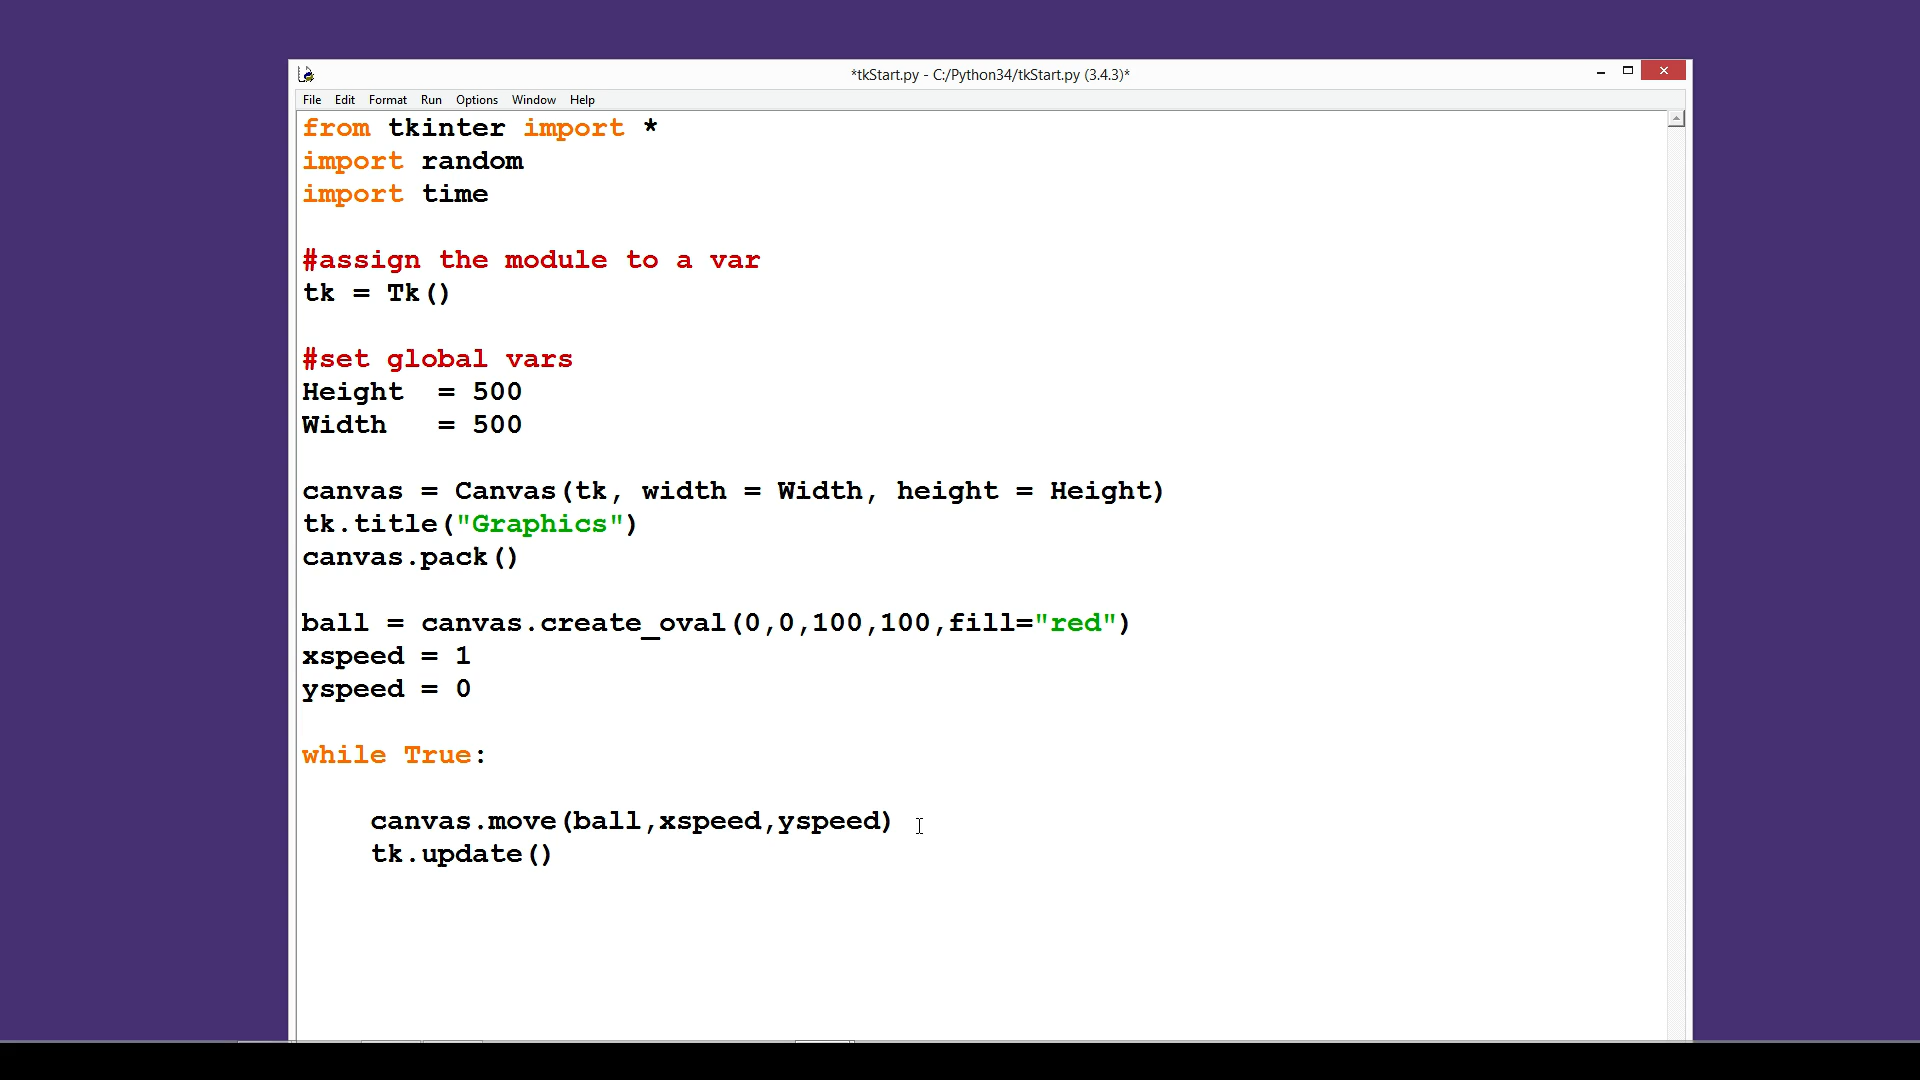 *tkStart.py - C:/Python34/tkStart.py (3.4.3)*
File Edit Format Run Options Window Help
from tkinter import *
import random
import time
#assign the module to a var
tk = Tk()
#set global vars
Height  = 500
Width   = 500
canvas = Canvas(tk, width = Width, height = Height)
tk.title("Graphics")
canvas.pack()
ball = canvas.create_oval(0,0,100,100,fill="red")
xspeed = 1
yspeed = 0
while True:
    canvas.move(ball,xspeed,yspeed)
    tk.update()